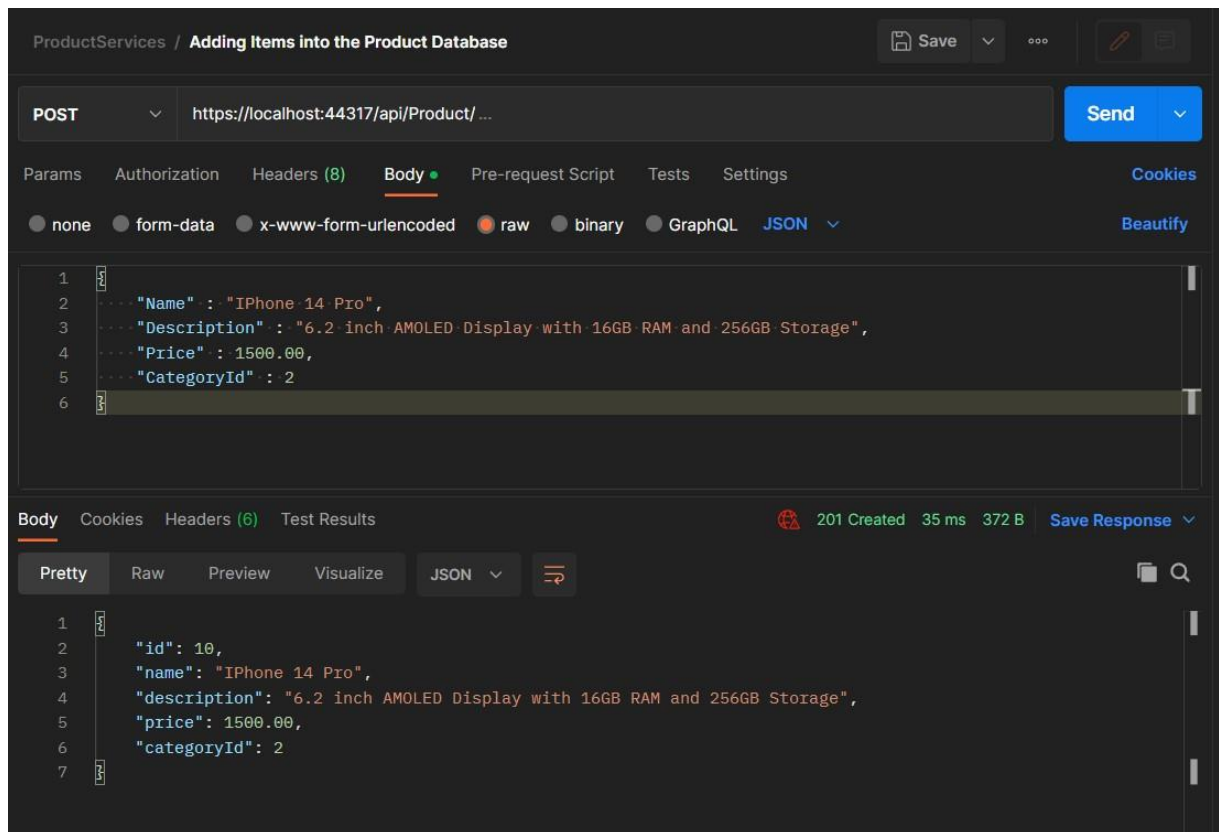 ProductServices / Adding Items into the Product Database
Save
POST https://localhost:44317/api/Product/ ...
Send
Params Authorization Headers (8) Body Pre-request Script Tests Settings Cookies
none form-data x-www-form-urlencoded raw binary GraphQL JSON Beautify
1 {
2 "Name" : "IPhone 14 Pro",
3 "Description" : "6.2 inch AMOLED Display with 16GB RAM and 256GB Storage",
4 "Price" : 1500.00,
5 "CategoryId" : 2
6 }
Body Cookies Headers (6) Test Results 201 Created 35 ms 372 B Save Response
Pretty Raw Preview Visualize JSON
1 {
2 "id": 10,
3 "name": "IPhone 14 Pro",
4 "description": "6.2 inch AMOLED Display with 16GB RAM and 256GB Storage",
5 "price": 1500.00,
6 "categoryId": 2
7 }